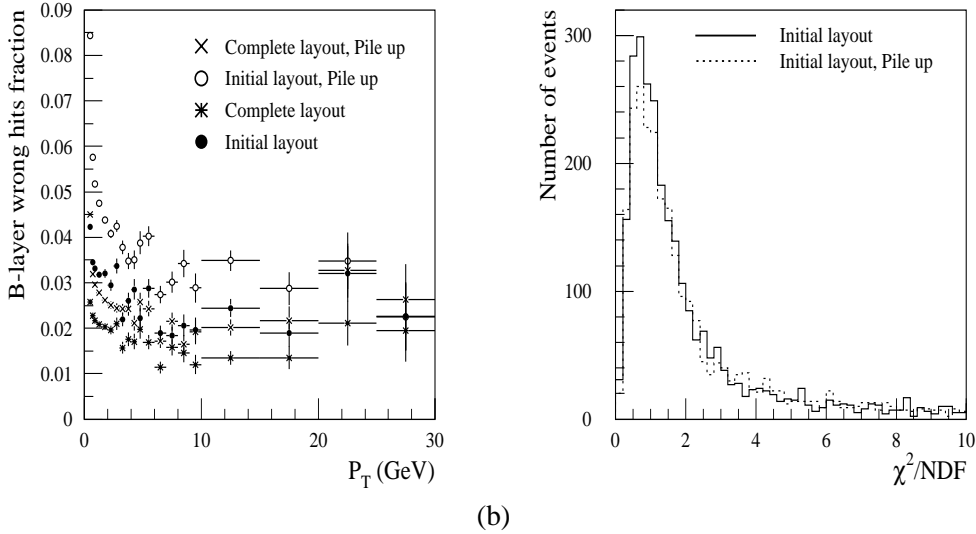 B-layer wrong hits fraction
0.09
0.08
0.07
0.06
0.05
0.04
0.03
0.02
0.01
0
Complete layout, Pile up
Initial layout, Pile up
Complete layout
Initial layout
0
10
20
30
P_T (GeV)
Number of events
300
200
100
0
Initial layout
Initial layout, Pile up
0
2
4
6
8
10
χ²/NDF
(b)